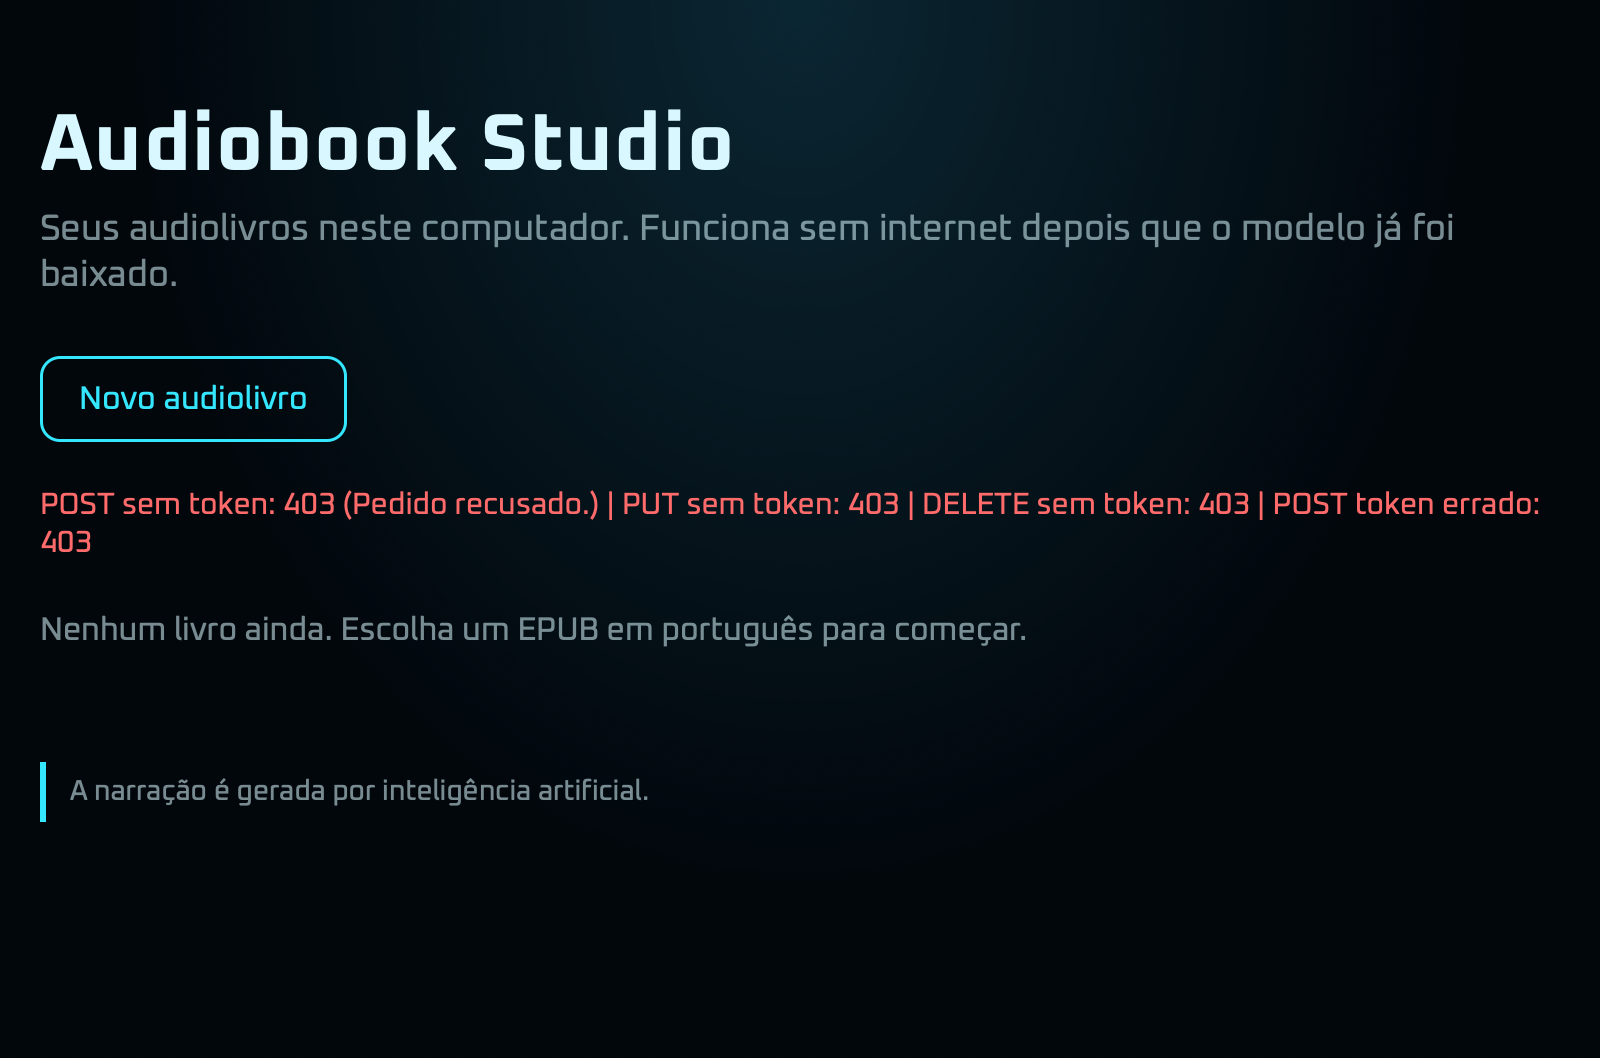 Audiobook Studio
Seus audiolivros neste computador. Funciona sem internet depois que o modelo já foi
baixado.
Novo audiolivro
POST sem token: 403 (Pedido recusado.) | PUT sem token: 403 | DELETE sem token: 403 | POST token errado:
403
Nenhum livro ainda. Escolha um EPUB em português para começar.
A narração é gerada por inteligência artificial.